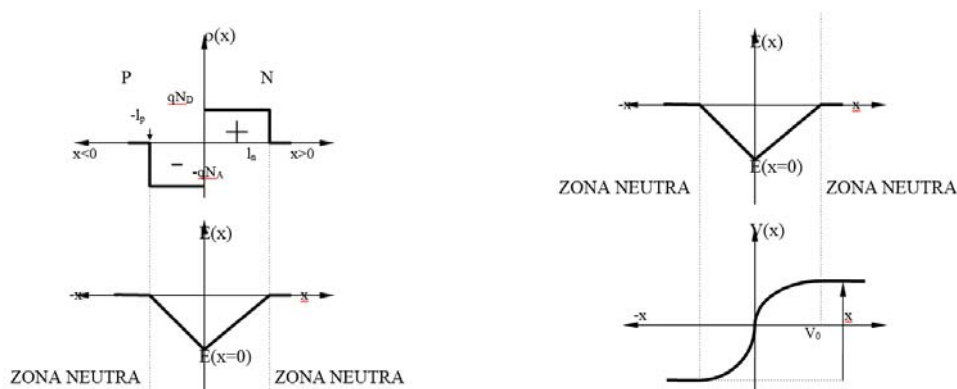 ρ(x)
P
N
qN_D
-l_p
+
x<0
l_n
x>0
-
-qN_A
E(x)
-x
x
E(x=0)
ZONA NEUTRA
ZONA NEUTRA
E(x)
-x
x
E(x=0)
ZONA NEUTRA
ZONA NEUTRA
V(x)
-x
x
V_0